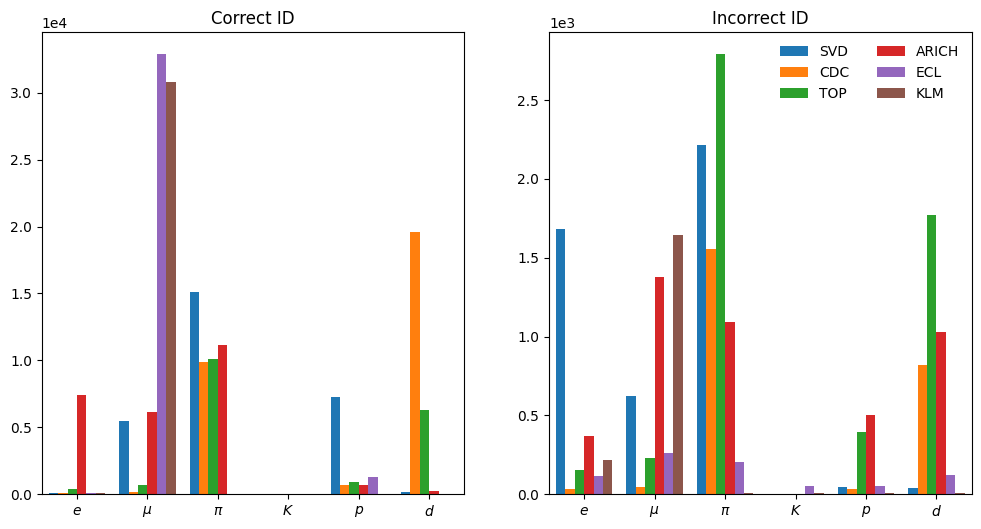 Correct ID
1e4
3.0
2.5
2.0
1.5
1.0
0.5
0.0
e
μ
π
K
p
d
Incorrect ID
1e3
2.5
2.0
1.5
1.0
0.5
0.0
e
μ
π
K
p
d
SVD
CDC
TOP
ARICH
ECL
KLM